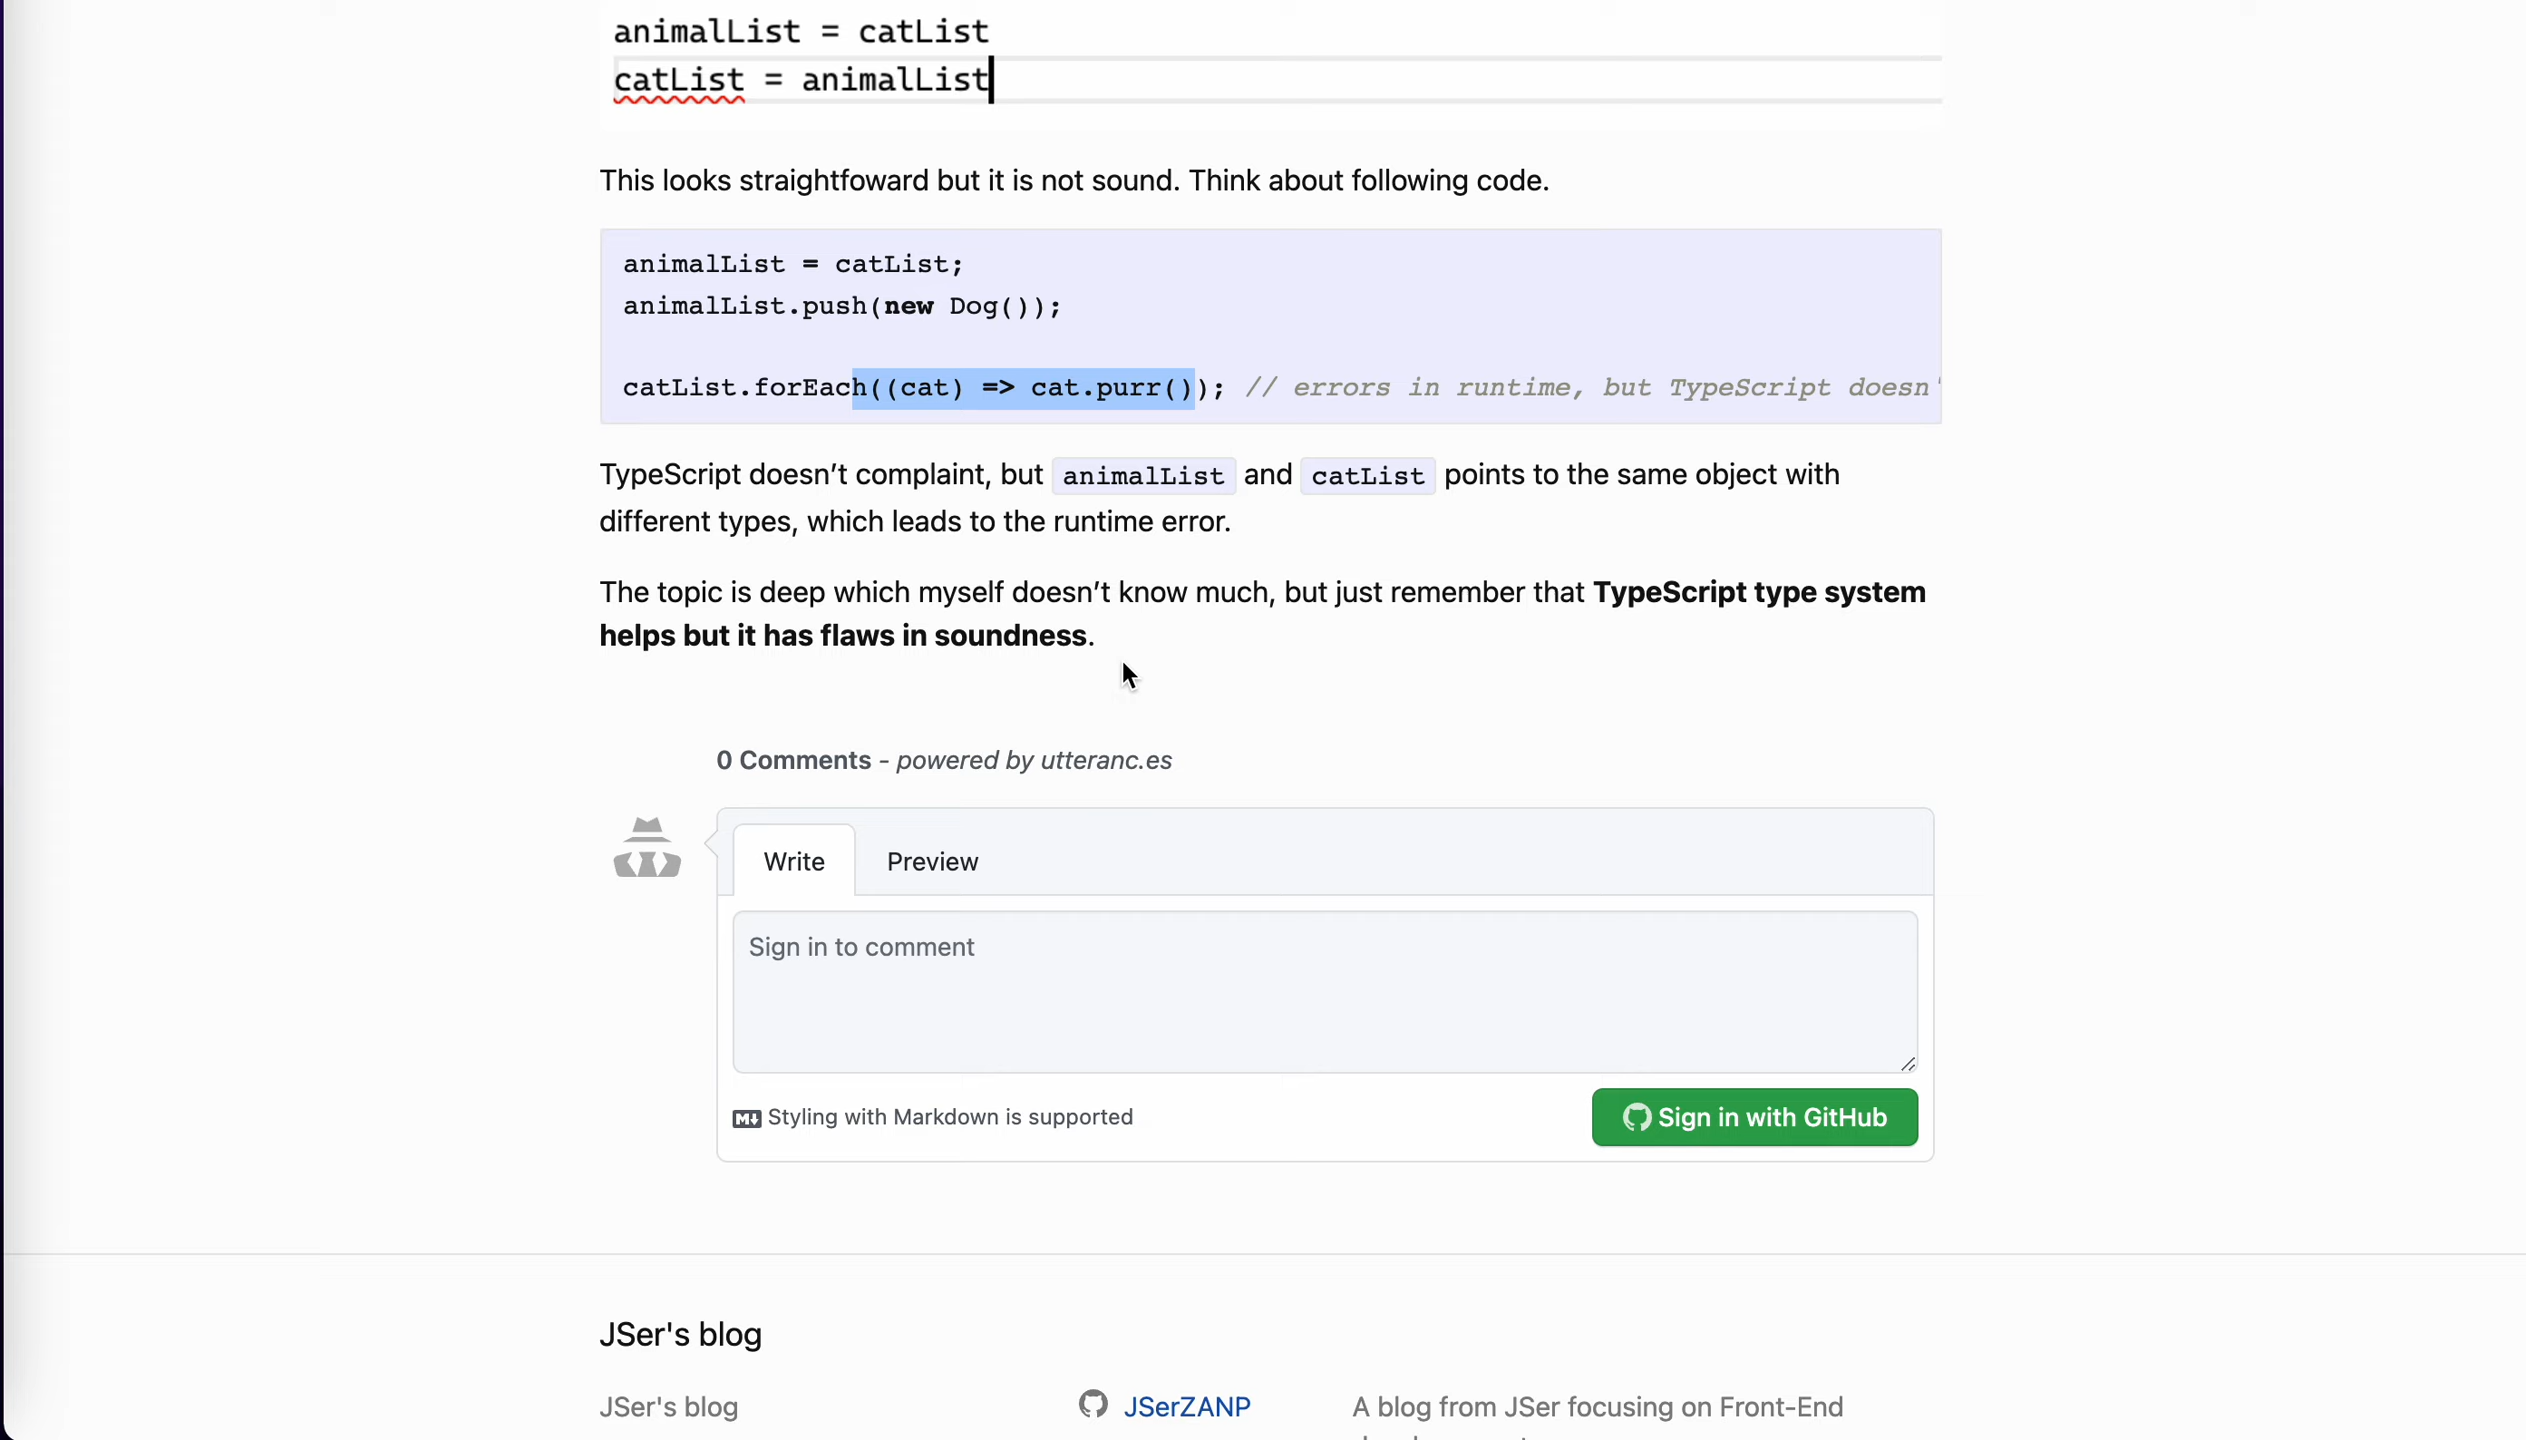 animalList = catList
catList = animalList
This looks straightfoward but it is not sound. Think about following code.
animalList = catList;
animalList.push(new Dog());
catList.forEach((cat) => cat.purr()); // errors in runtime, but TypeScript doesn'
TypeScript doesn’t complaint, but animalList and catList points to the same object with
different types, which leads to the runtime error.
The topic is deep which myself doesn’t know much, but just remember that TypeScript type system
helps but it has flaws in soundness.
0 Comments - powered by utteranc.es
Write Preview
Sign in to comment
M↓ Styling with Markdown is supported Sign in with GitHub
JSer's blog
JSer's blog JSerZANP A blog from JSer focusing on Front-End